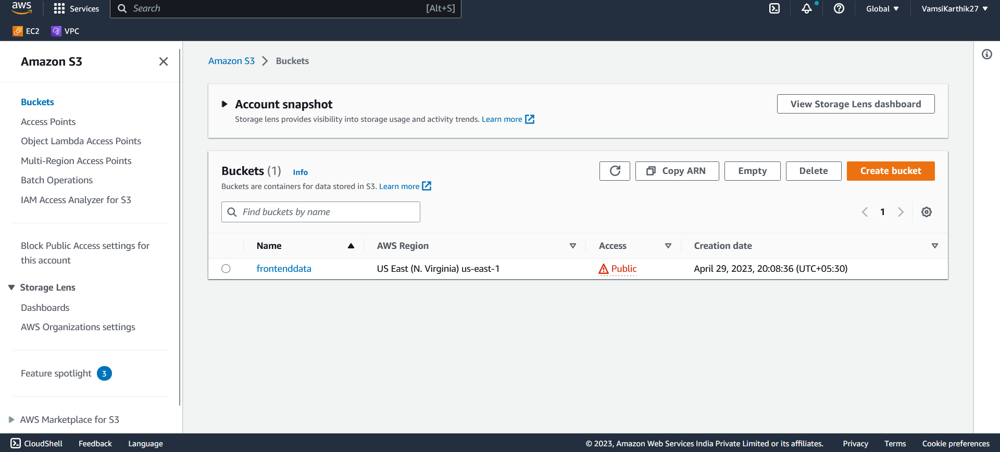 aws
Services
Search
[Alt+S]
Global
VamsiKarthik27
EC2
VPC
Amazon S3
Buckets
Access Points
Object Lambda Access Points
Multi-Region Access Points
Batch Operations
IAM Access Analyzer for S3
Block Public Access settings for
this account
Storage Lens
Dashboards
AWS Organizations settings
Feature spotlight 3
AWS Marketplace for S3
Amazon S3 Buckets
Account snapshot
Storage lens provides visibility into storage usage and activity trends. Learn more
View Storage Lens dashboard
Buckets (1) Info
Buckets are containers for data stored in S3. Learn more
Copy ARN
Empty
Delete
Create bucket
Find buckets by name
1
Name AWS Region Access Creation date
frontenddata US East (N. Virginia) us-east-1 Public April 29, 2023, 20:08:36 (UTC+05:30)
CloudShell Feedback Language © 2023, Amazon Web Services India Private Limited or its affiliates. Privacy Terms Cookie preferences